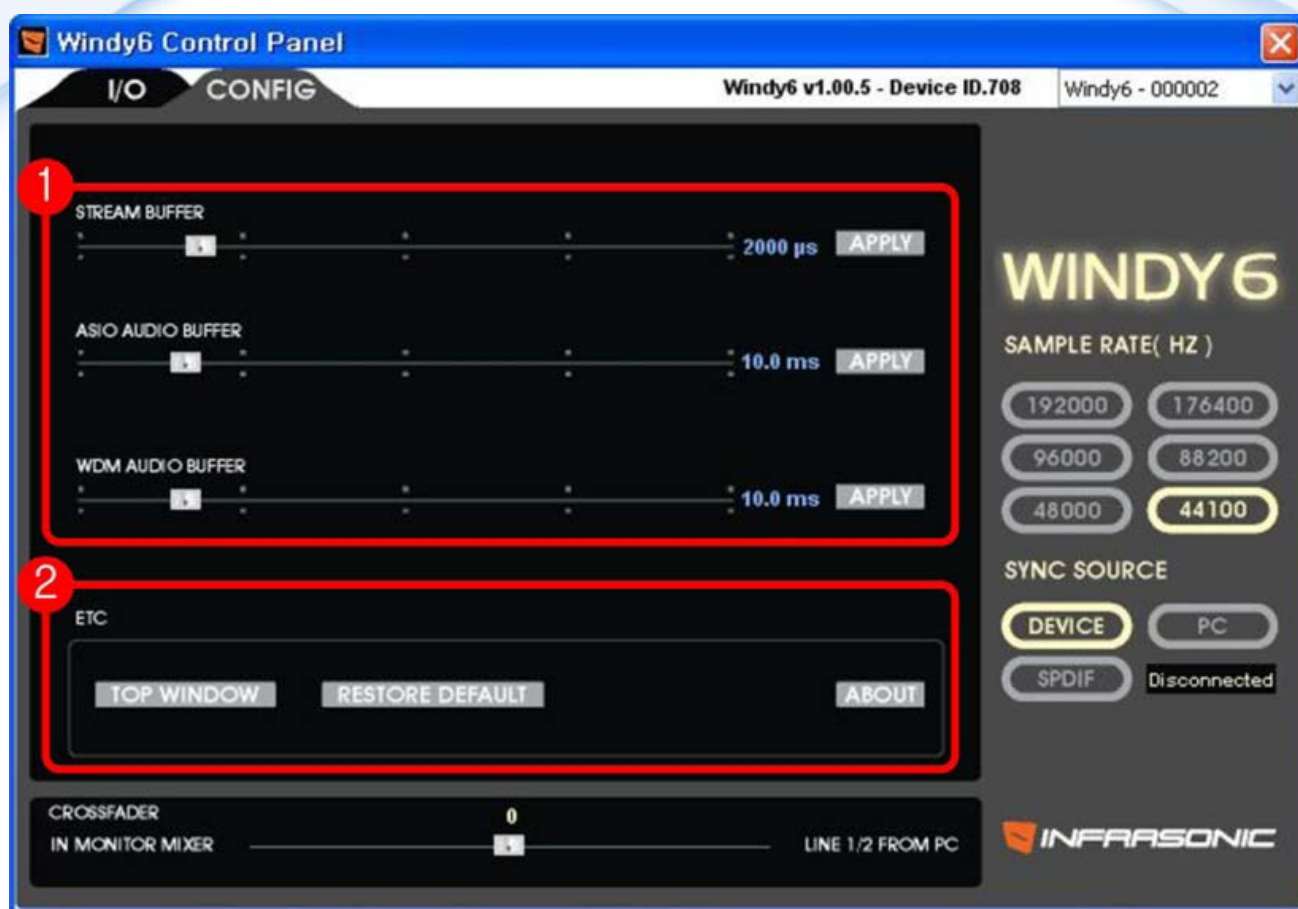 Windy6 Control Panel
I/O CONFIG Windy6 v1.00.5 - Device ID.708 Windy6 - 000002
1
STREAM BUFFER
2000 µs APPLY
ASIO AUDIO BUFFER
10.0 ms APPLY
WDM AUDIO BUFFER
10.0 ms APPLY
2
ETC
TOP WINDOW RESTORE DEFAULT ABOUT
CROSSFADER
0
IN MONITOR MIXER LINE 1/2 FROM PC
WINDY6
SAMPLE RATE( HZ )
192000 176400
96000 88200
48000 44100
SYNC SOURCE
DEVICE PC
SPDIF Disconnected
INFRASONIC